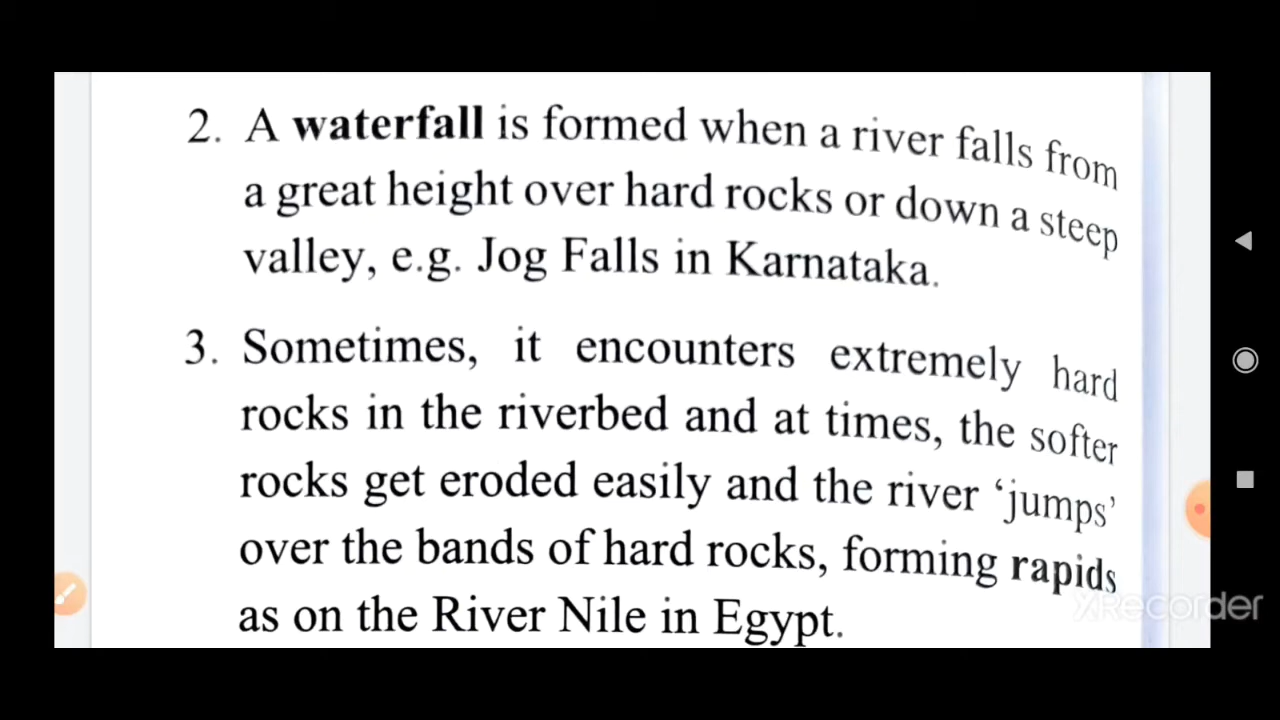 2. A waterfall is formed when a river falls from
a great height over hard rocks or down a steep
valley, e.g. Jog Falls in Karnataka.
3. Sometimes, it encounters extremely hard
rocks in the riverbed and at times, the softer
rocks get eroded easily and the river ‘jumps’
over the bands of hard rocks, forming rapids
as on the River Nile in Egypt.
XRecorder